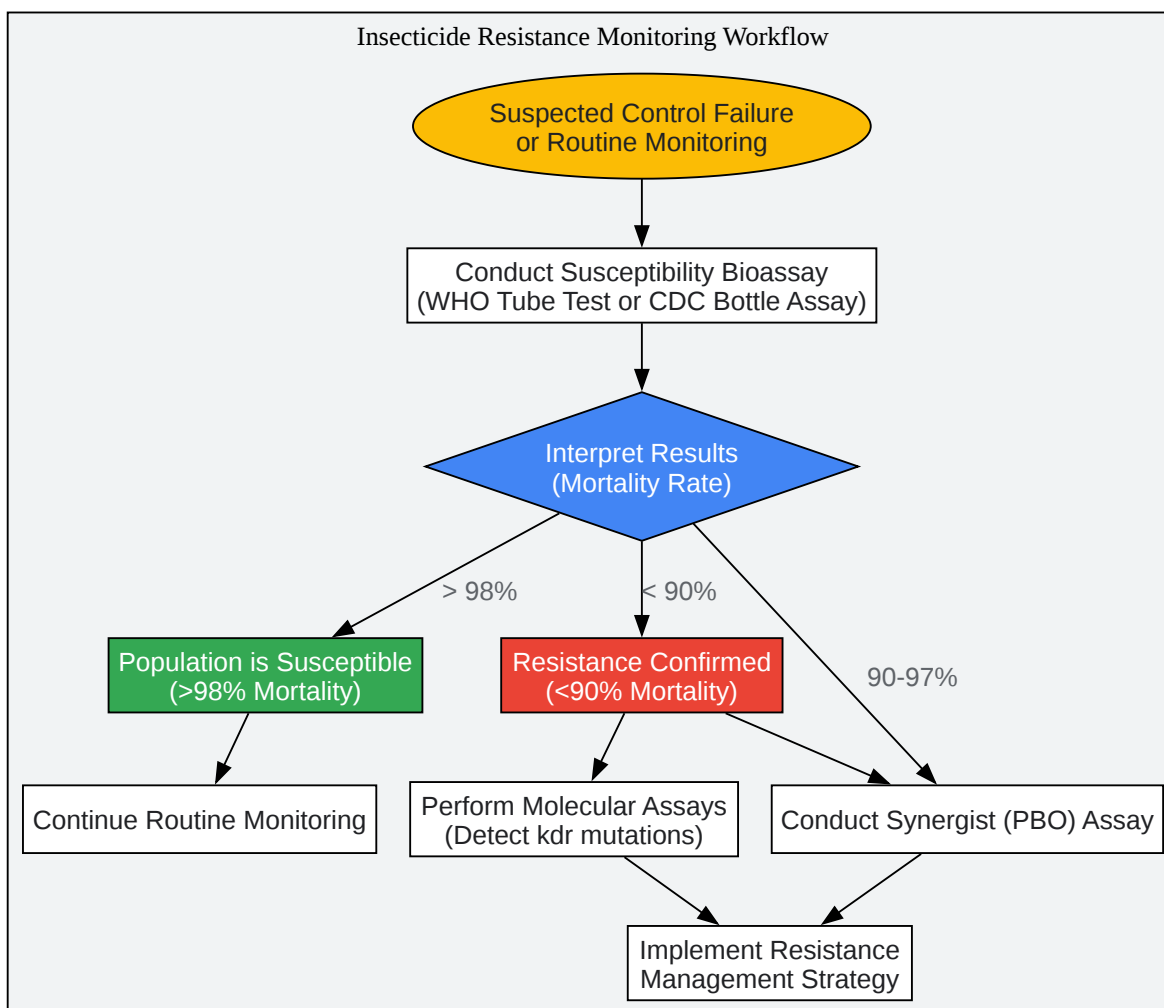 Insecticide Resistance Monitoring Workflow
Suspected Control Failure
or Routine Monitoring
Conduct Susceptibility Bioassay
(WHO Tube Test or CDC Bottle Assay)
Interpret Results
(Mortality Rate)
> 98%
< 90%
90-97%
Population is Susceptible
(>98% Mortality)
Resistance Confirmed
(<90% Mortality)
Continue Routine Monitoring
Perform Molecular Assays
(Detect kdr mutations)
Conduct Synergist (PBO) Assay
Implement Resistance
Management Strategy